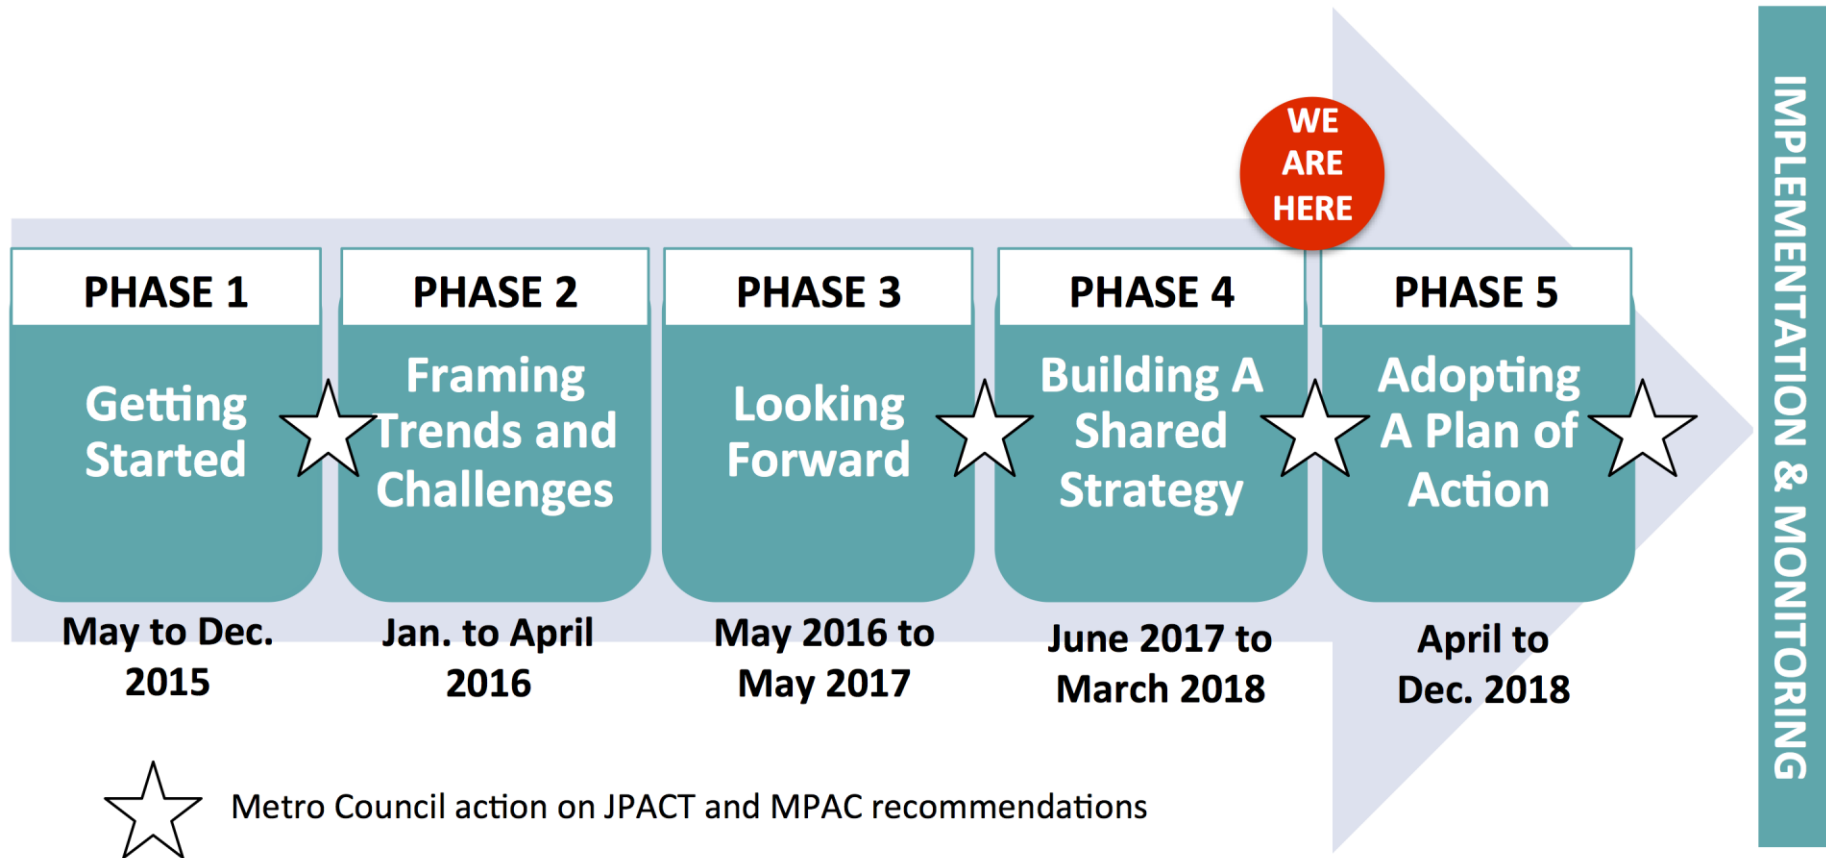 WE
ARE
HERE
PHASE 1
Getting
Started
May to Dec.
2015
PHASE 2
Framing
Trends and
Challenges
Jan. to April
2016
PHASE 3
Looking
Forward
May 2016 to
May 2017
PHASE 4
Building A
Shared
Strategy
June 2017 to
March 2018
PHASE 5
Adopting
A Plan of
Action
April to
Dec. 2018
IMPLEMENTATION & MONITORING
Metro Council action on JPACT and MPAC recommendations